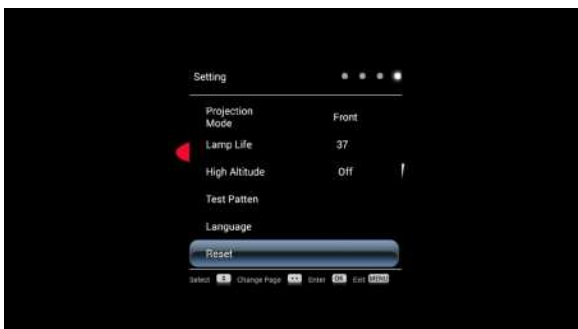 Setting
Projection
Mode
Front
Lamp Life 37
High Altitude Off
Test Patten
Language
Reset
Select Change Page Enter OK Exit MENU